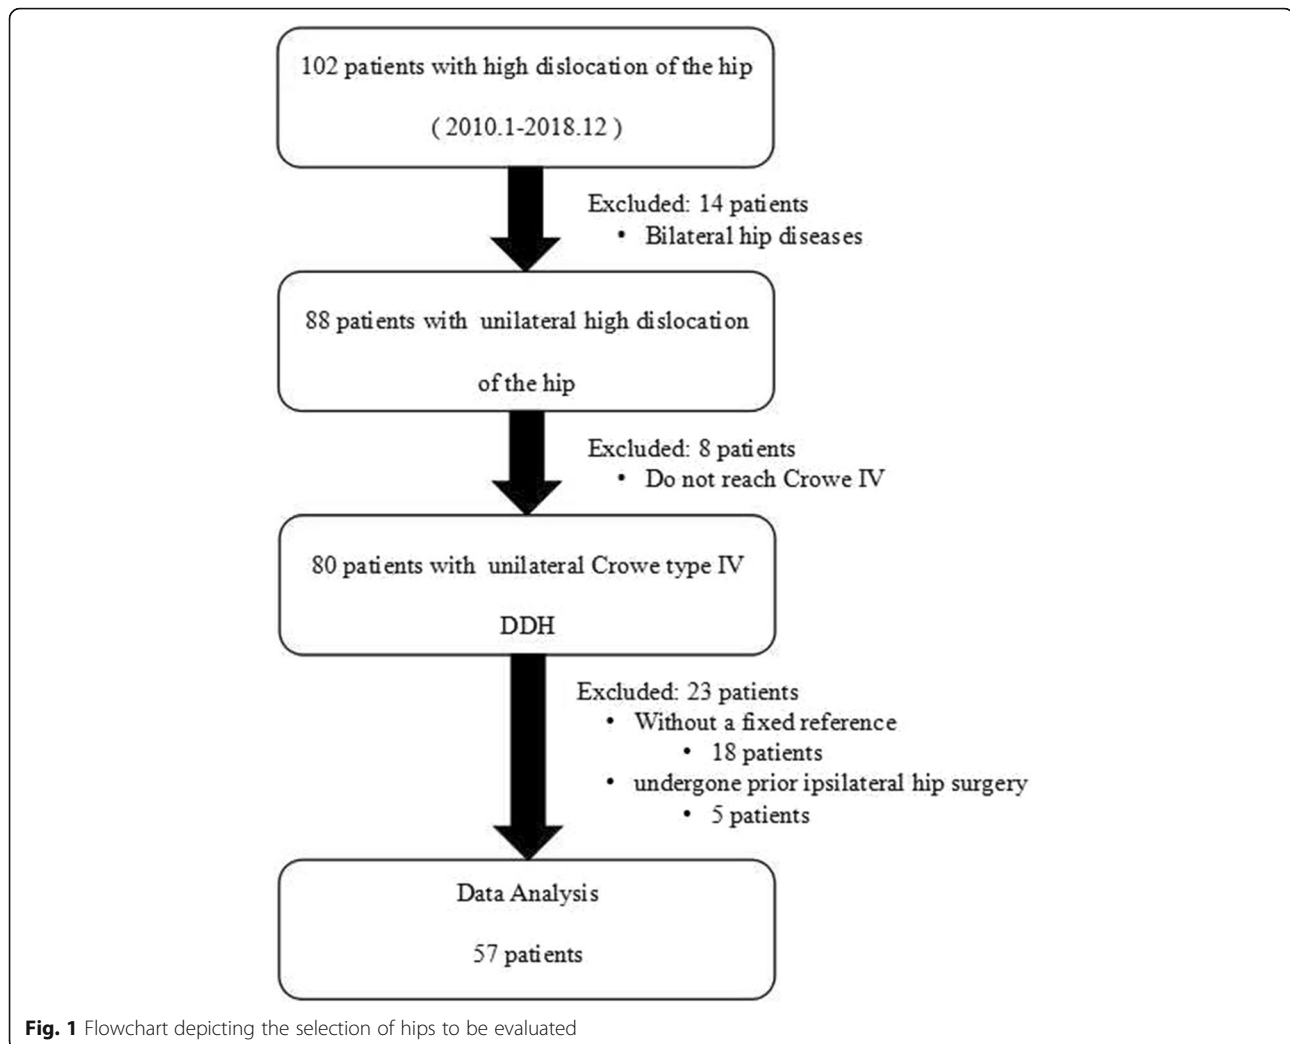 102 patients with high dislocation of the hip
( 2010.1-2018.12 )
Excluded: 14 patients
• Bilateral hip diseases
88 patients with unilateral high dislocation
of the hip
Excluded: 8 patients
• Do not reach Crowe IV
80 patients with unilateral Crowe type IV
DDH
Excluded: 23 patients
• Without a fixed reference
• 18 patients
• undergone prior ipsilateral hip surgery
• 5 patients
Data Analysis
57 patients
Fig. 1 Flowchart depicting the selection of hips to be evaluated